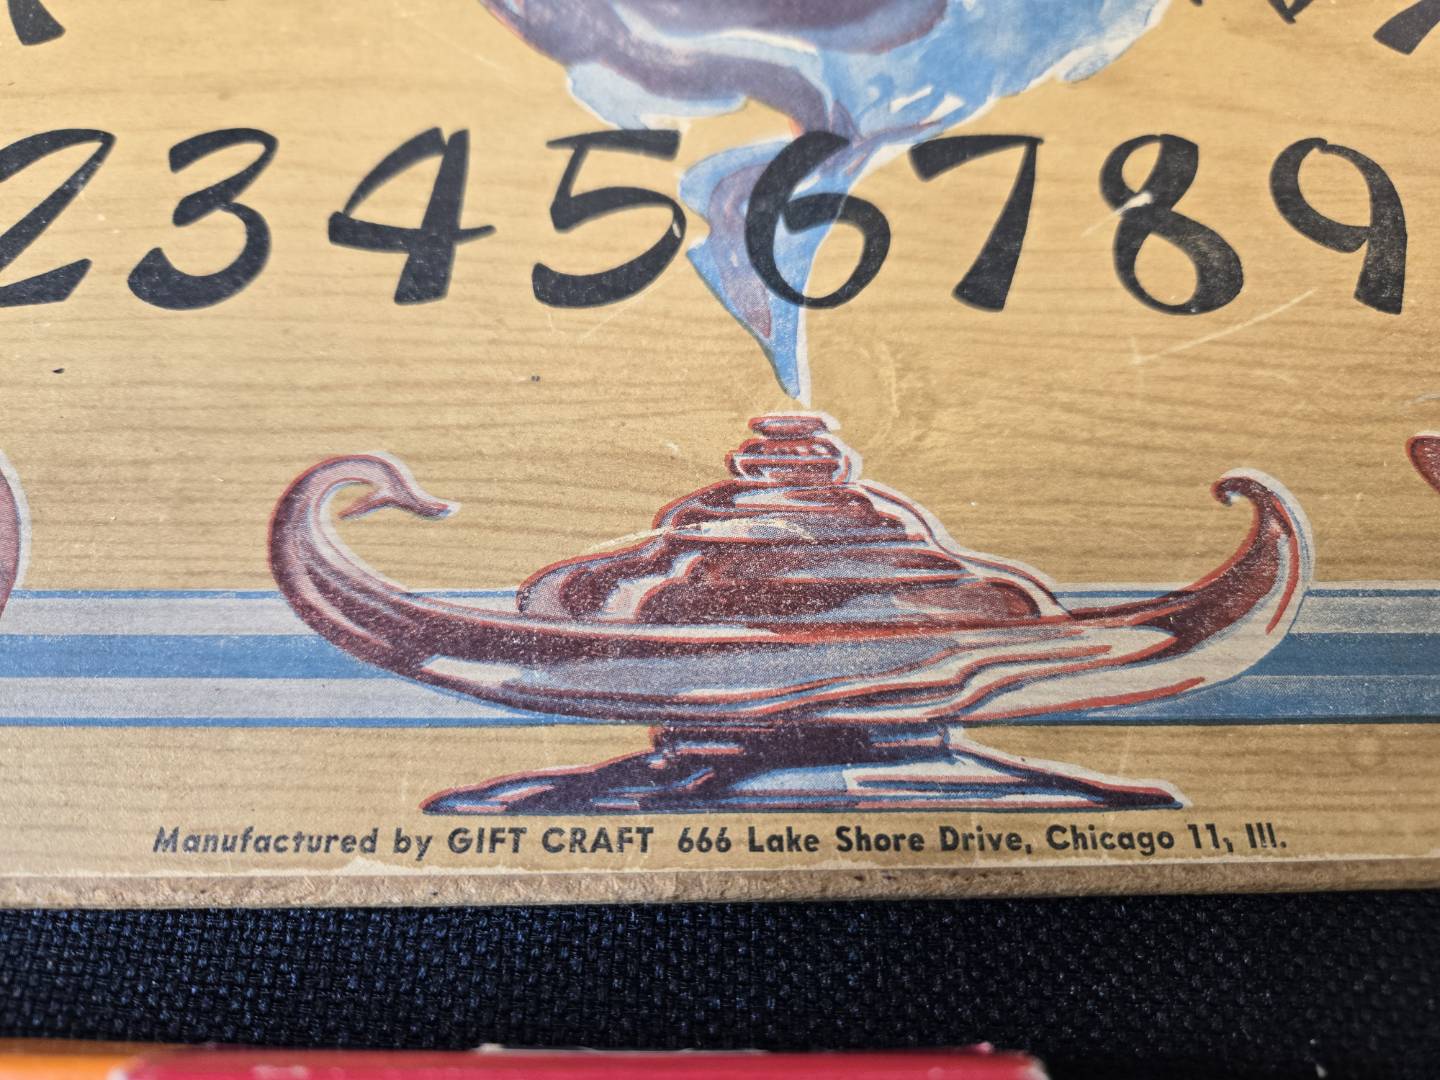 23456789
Manufactured by GIFT CRAFT 666 Lake Shore Drive, Chicago 11, Ill.